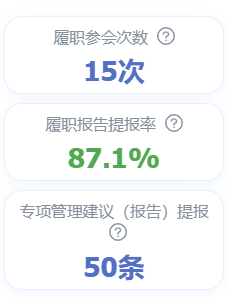 履职参会次数 ?
15次
履职报告提报率 ?
87.1%
专项管理建议（报告）提报
?
50条